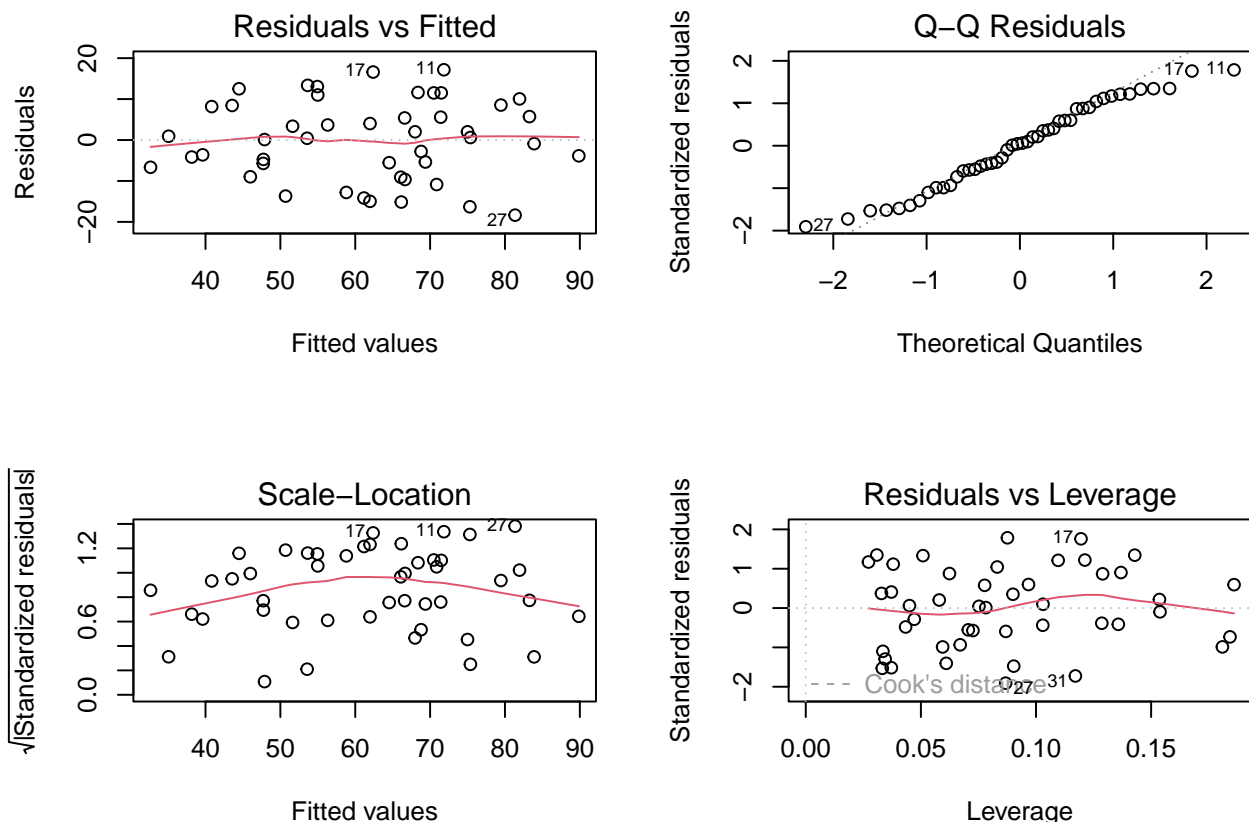 Residuals vs Fitted
Residuals
20
0
−20
17
11
27
40 50 60 70 80 90
Fitted values
Q−Q Residuals
Standardized residuals
2
1
0
−2
17
11
27
−2 −1 0 1 2
Theoretical Quantiles
Scale−Location
√|Standardized residuals|
1.2
0.6
0.0
17
11
27
40 50 60 70 80 90
Fitted values
Residuals vs Leverage
Standardized residuals
2
1
0
−2
17
31
27
Cook's distance
0.00 0.05 0.10 0.15
Leverage